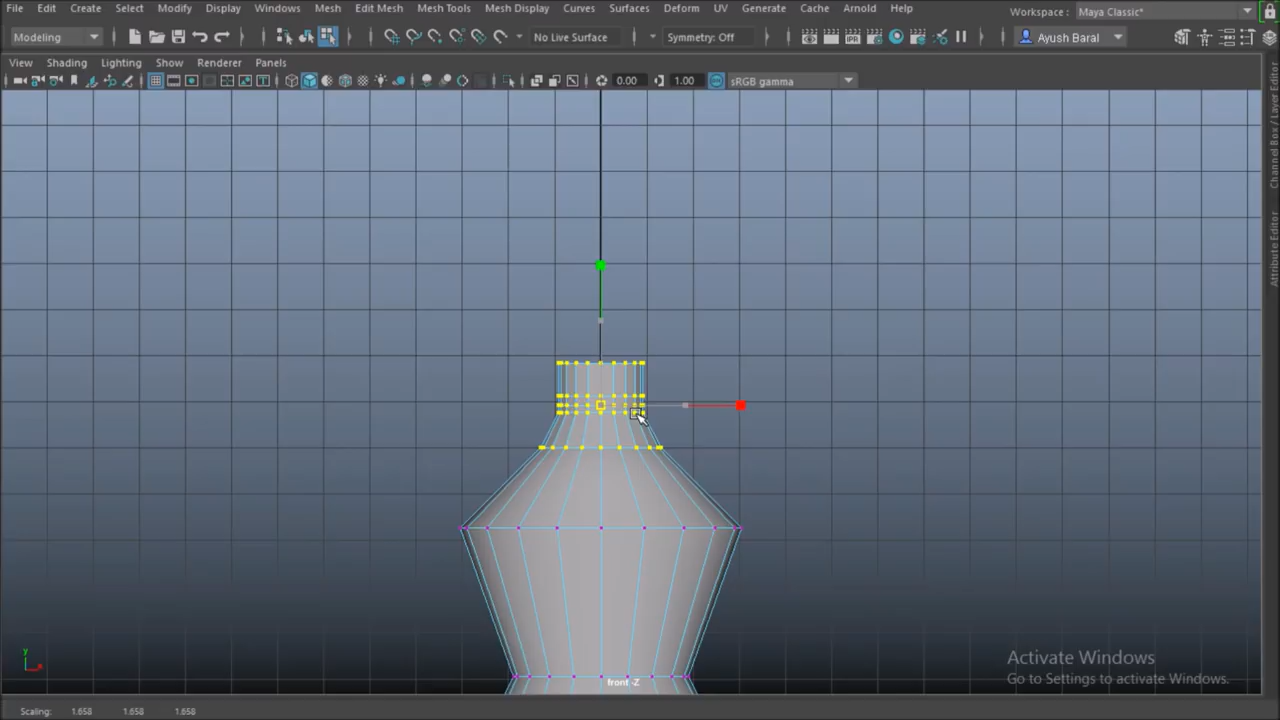 File Edit Create Select Modify Display Windows Mesh Edit Mesh Mesh Tools Mesh Display Curves Surfaces Deform UV Generate Cache Arnold Help Workspace : Maya Classic*
Modeling No Live Surface Symmetry: Off Ayush Baral
View Shading Lighting Show Renderer Panels
0.00 1.00 sRGB gamma
Channel Box / Layer Editor
Attribute Editor
y
x
front -Z
Activate Windows
Go to Settings to activate Windows.
Scaling: 1.658 1.658 1.658